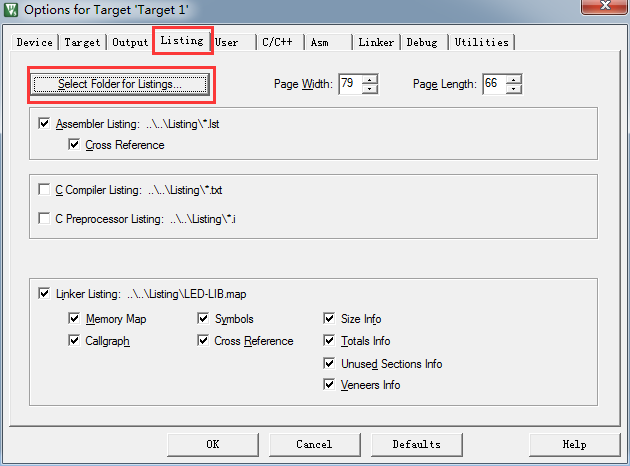 Options for Target 'Target 1'
Device Target Output Listing User C/C++ Asm Linker Debug Utilities
Select Folder for Listings... Page Width: 79 Page Length: 66
Assembler Listing: ..\..\Listing\*.lst
Cross Reference
C Compiler Listing: ..\..\Listing\*.txt
C Preprocessor Listing: ..\..\Listing\*.i
Linker Listing: ..\..\Listing\LED-LIB.map
Memory Map Symbols Size Info
Callgraph Cross Reference Totals Info
Unused Sections Info
Veneers Info
OK Cancel Defaults Help